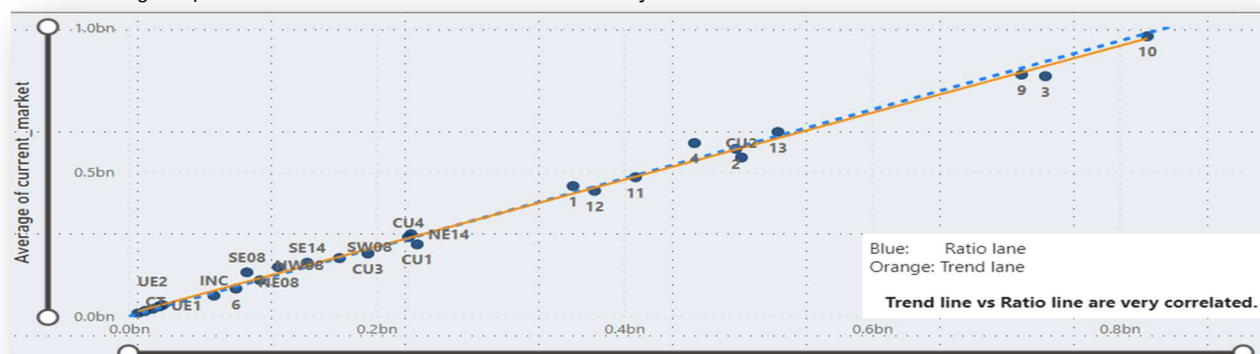 1.0bn
Average of current_market
10
9 3
CU2
13
4
2
0.5bn
11
1 12
CU4
NE14
SE14 SW08
CU1
SE08
NW08
CU3
UE2
INC
NE08
CT
UE1
6
Blue: Ratio lane
Orange: Trend lane
Trend line vs Ratio line are very correlated.
0.0bn
0.0bn 0.2bn 0.4bn 0.6bn 0.8bn